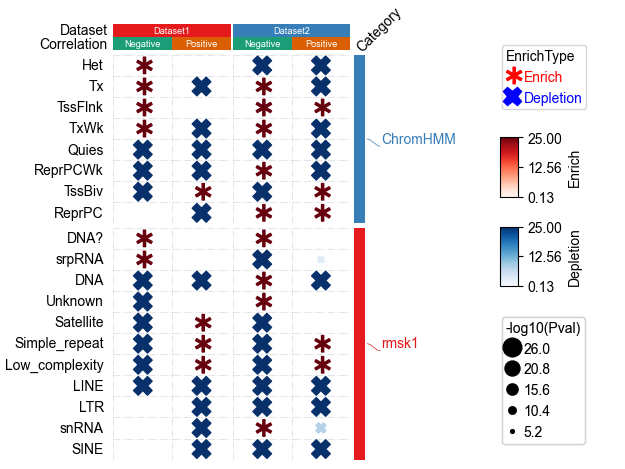 Dataset
Dataset1
Dataset2
Correlation
Negative
Positive
Negative
Positive
Category
Het
Tx
TssFlnk
TxWk
Quies
ReprPCWk
TssBiv
ReprPC
DNA?
srpRNA
DNA
Unknown
Satellite
Simple_repeat
Low_complexity
LINE
LTR
snRNA
SINE
ChromHMM
rmsk1
EnrichType
Enrich
Depletion
25.00
12.56
0.13
Enrich
25.00
12.56
0.13
Depletion
-log10(Pval)
26.0
20.8
15.6
10.4
5.2